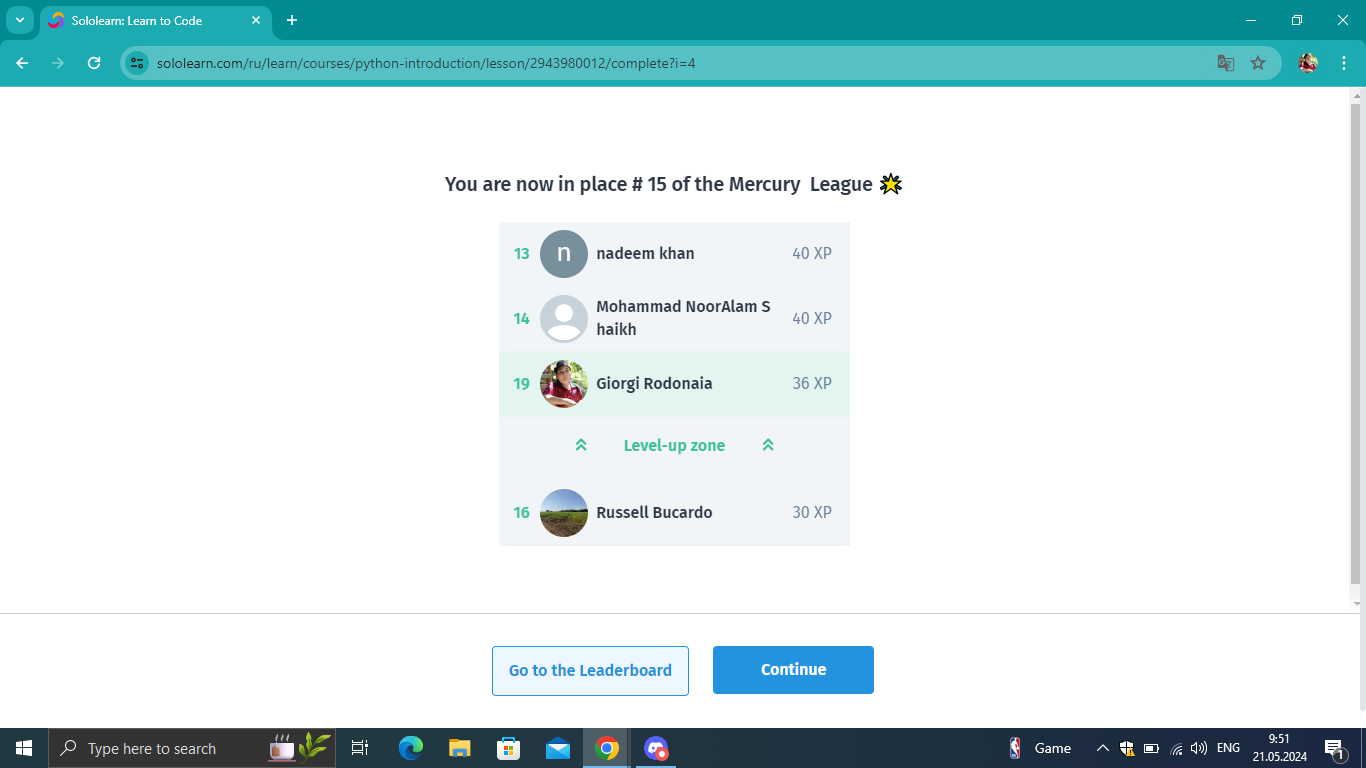 Sololearn: Learn to Code
sololearn.com/ru/learn/courses/python-introduction/lesson/2943980012/complete?i=4
You are now in place # 15 of the Mercury League
13 n nadeem khan 40 XP
14 Mohammad NoorAlam S
haikh 40 XP
19 Giorgi Rodonaia 36 XP
Level-up zone
16 Russell Bucardo 30 XP
Go to the Leaderboard Continue
Type here to search Game ENG 9:51
21.05.2024 1